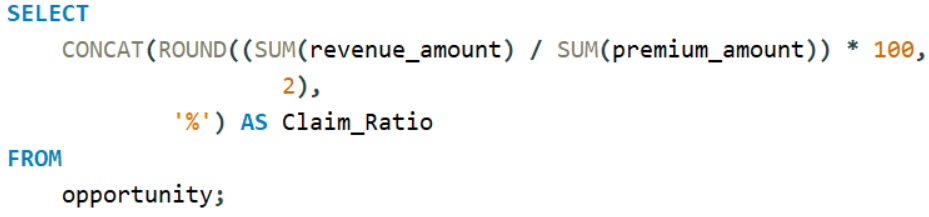 SELECT
    CONCAT(ROUND((SUM(revenue_amount) / SUM(premium_amount)) * 100,
                    2),
            '%') AS Claim_Ratio
FROM
    opportunity;